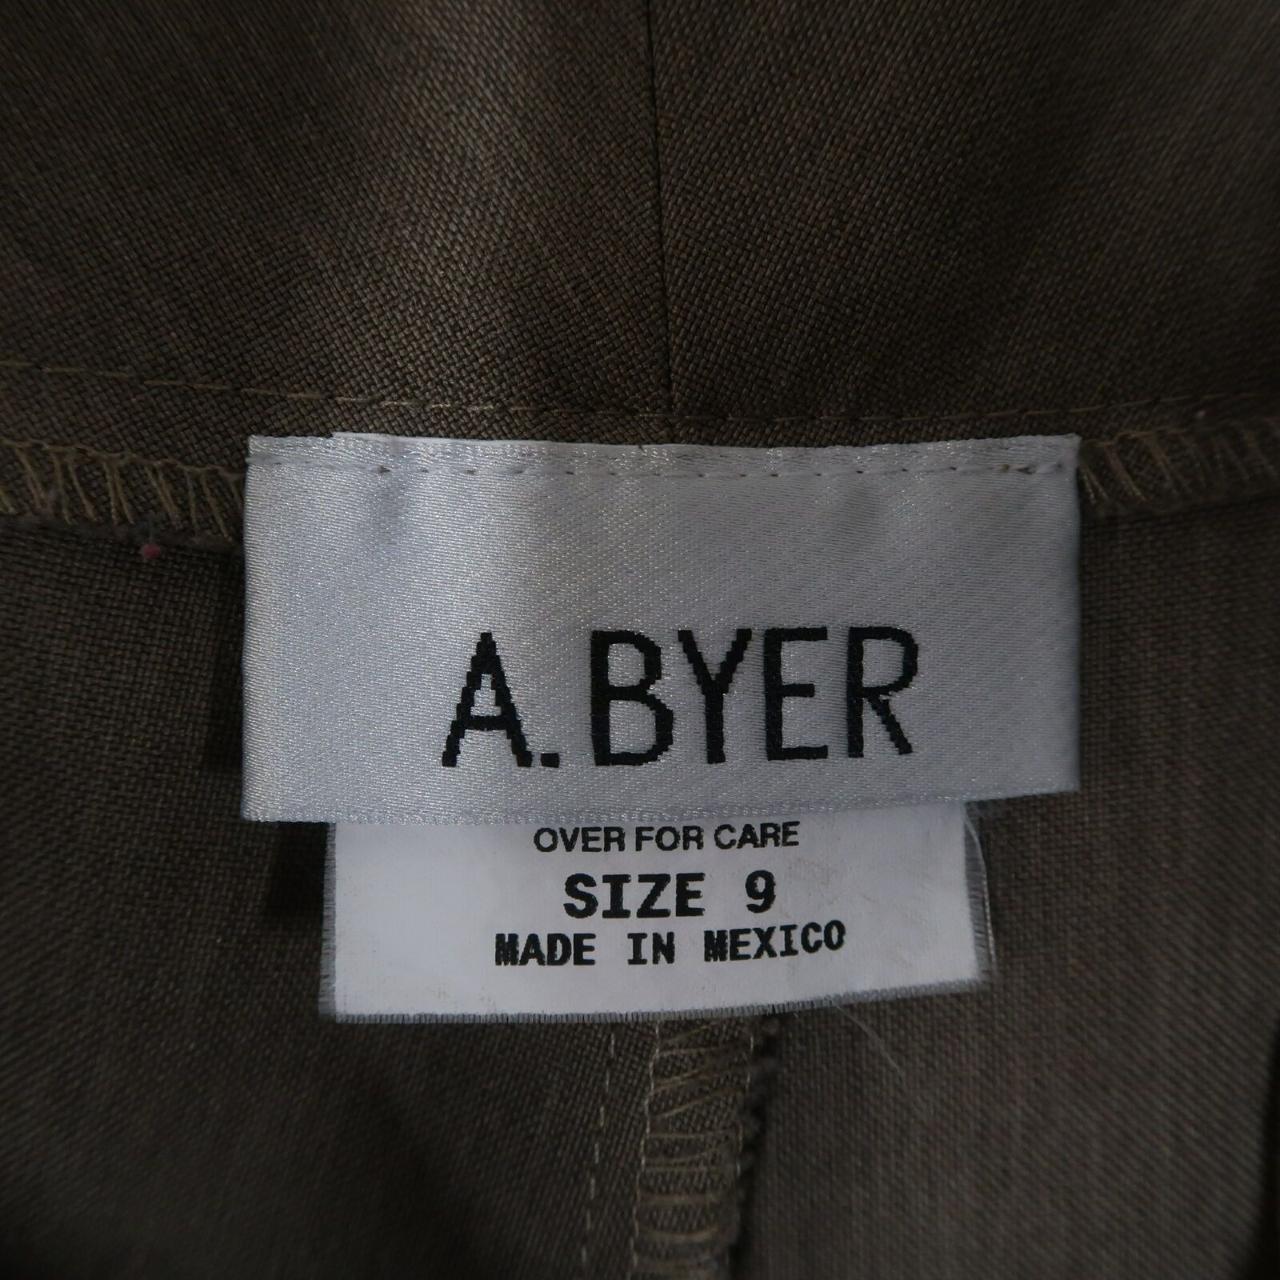 A.BYER
OVER FOR CARE
SIZE 9
MADE IN MEXICO